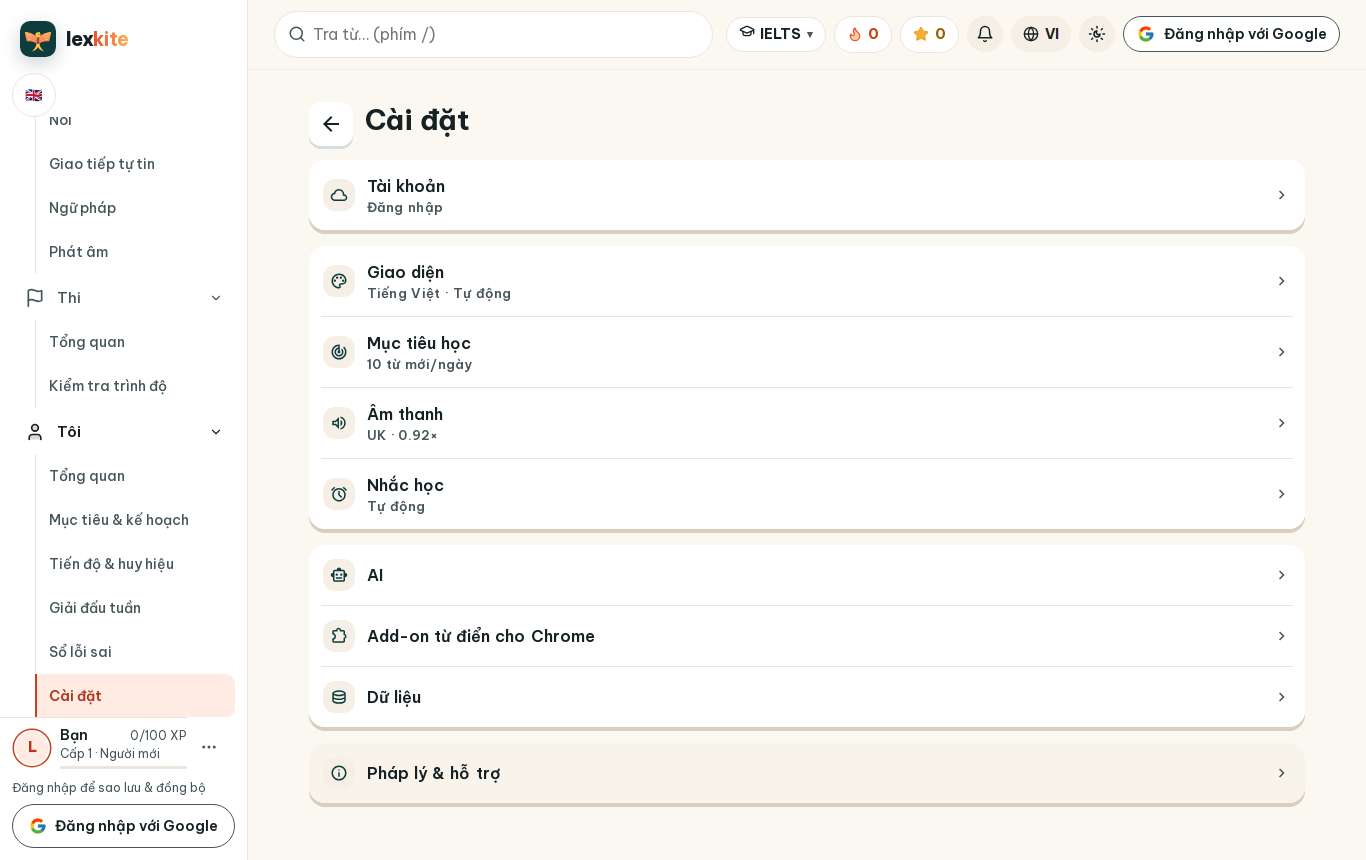 lexkite
Nói
Giao tiếp tự tin
Ngữ pháp
Phát âm
Thi
Tổng quan
Kiểm tra trình độ
Tôi
Tổng quan
Mục tiêu & kế hoạch
Tiến độ & huy hiệu
Giải đấu tuần
Sổ lỗi sai
Cài đặt
L
Bạn 0/100 XP
Cấp 1 · Người mới
Đăng nhập để sao lưu & đồng bộ
Đăng nhập với Google
Tra từ... (phím /)
IELTS ▾
0
0
VI
Đăng nhập với Google
Cài đặt
Tài khoản
Đăng nhập
Giao diện
Tiếng Việt · Tự động
Mục tiêu học
10 từ mới/ngày
Âm thanh
UK · 0.92×
Nhắc học
Tự động
AI
Add-on từ điển cho Chrome
Dữ liệu
Pháp lý & hỗ trợ